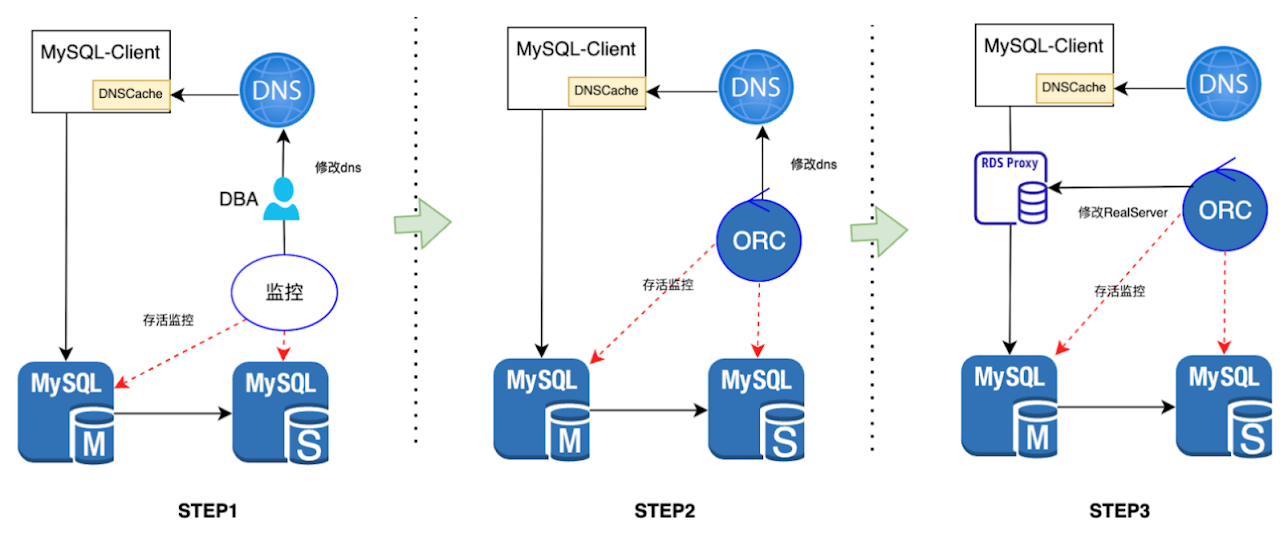 MySQL-Client
DNSCache
DNS
修改dns
DBA
监控
存活监控
MySQL
M
MySQL
S
STEP1
MySQL-Client
DNSCache
DNS
修改dns
ORC
存活监控
MySQL
M
MySQL
S
STEP2
MySQL-Client
DNSCache
DNS
RDS Proxy
ORC
修改RealServer
存活监控
MySQL
M
MySQL
S
STEP3